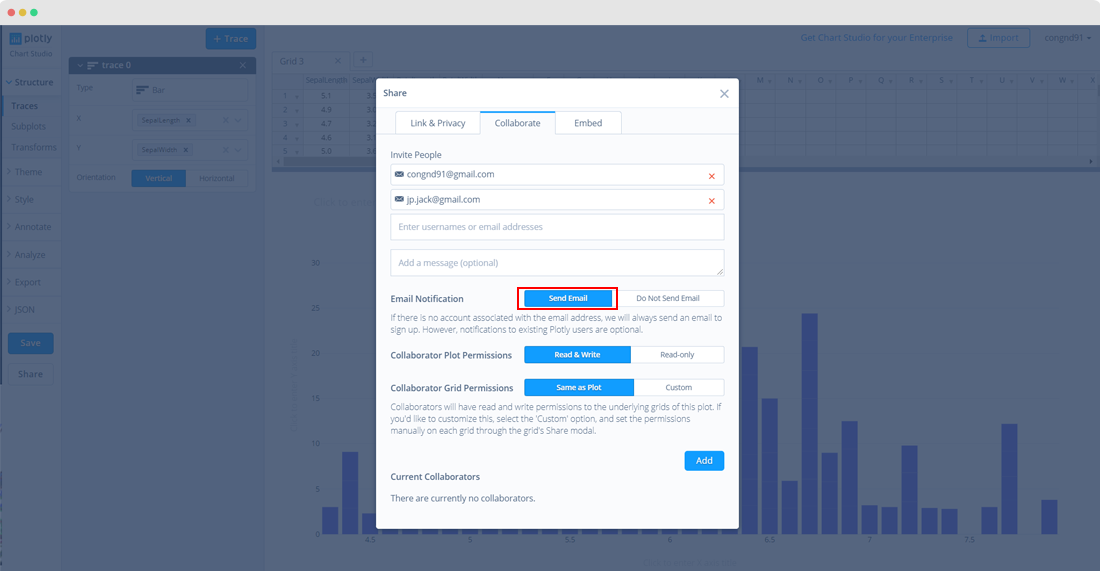 plotly
Chart Studio
+ Trace
Get Chart Studio for your Enterprise
Import
congnd91
Structure
Traces
Subplots
Transforms
Theme
Style
Annotate
Analyze
Export
JSON
Save
Share
trace 0
Type
Bar
X
SepalLength
Y
SepalWidth
Orientation
Vertical
Horizontal
Grid 3
+
SepalLength
M N O P Q R S T U V W X
1 5.1
2 4.9
3 4.7
4 4.6
5 5.0
Share
Link & Privacy
Collaborate
Embed
Invite People
congnd91@gmail.com
jp.jack@gmail.com
Enter usernames or email addresses
Add a message (optional)
Email Notification
Send Email
Do Not Send Email
If there is no account associated with the email address, we will always send an email to
sign up. However, notifications to existing Plotly users are optional.
Collaborator Plot Permissions
Read & Write
Read-only
Collaborator Grid Permissions
Same as Plot
Custom
Collaborators will have read and write permissions to the underlying grids of this plot. If
you'd like to customize this, select the 'Custom' option, and set the permissions
manually on each grid through the grid's Share modal.
Add
Current Collaborators
There are currently no collaborators.
30
25
20
15
10
5
0
4.5
5
5.5
6
6.5
7
7.5